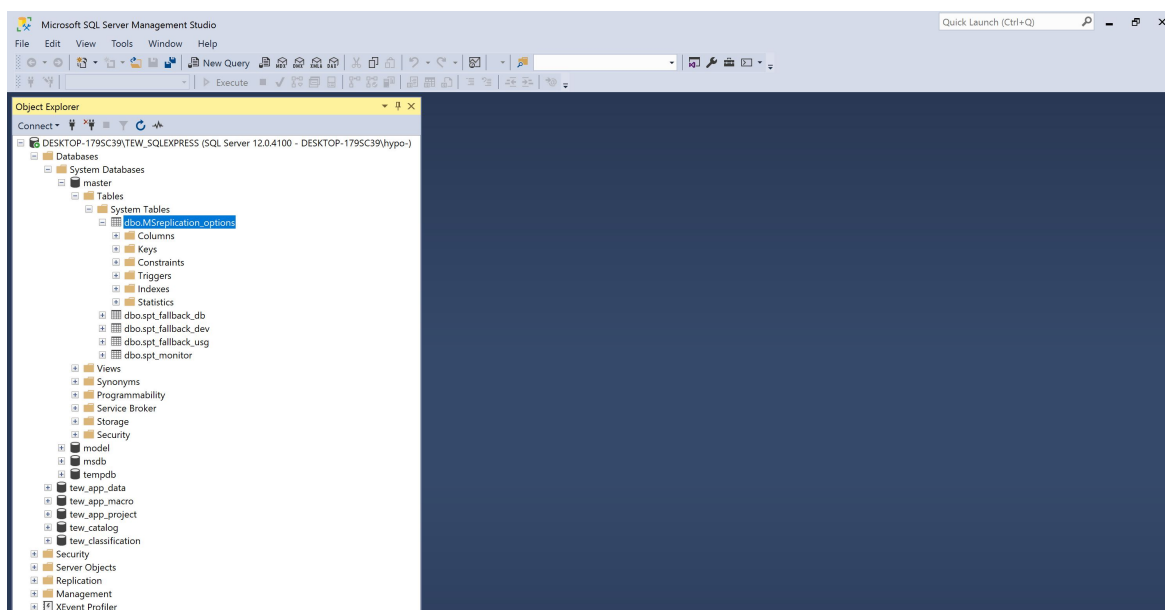 Microsoft SQL Server Management Studio
Quick Launch (Ctrl+Q)
File Edit View Tools Window Help
New Query MDX DMX XMLA DAX
Execute
Object Explorer
Connect
DESKTOP-179SC39\TEW_SQLEXPRESS (SQL Server 12.0.4100 - DESKTOP-179SC39\hypo-)
Databases
System Databases
master
Tables
System Tables
dbo.MSreplication_options
Columns
Keys
Constraints
Triggers
Indexes
Statistics
dbo.spt_fallback_db
dbo.spt_fallback_dev
dbo.spt_fallback_usg
dbo.spt_monitor
Views
Synonyms
Programmability
Service Broker
Storage
Security
model
msdb
tempdb
tew_app_data
tew_app_macro
tew_app_project
tew_catalog
tew_classification
Security
Server Objects
Replication
Management
XEvent Profiler